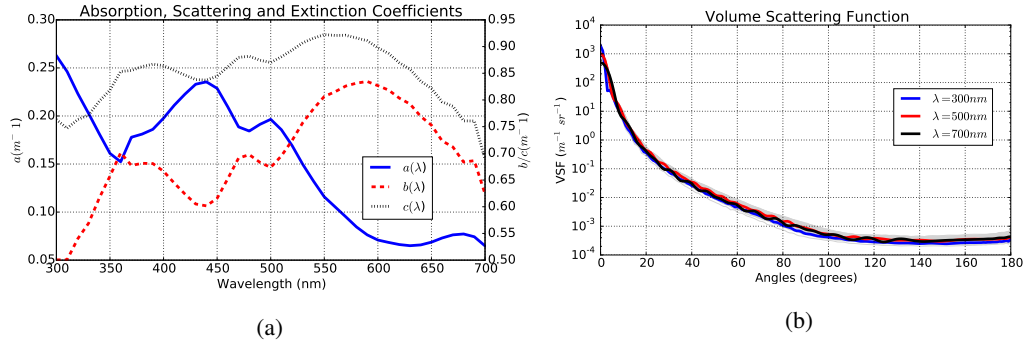 Absorption, Scattering and Extinction Coefficients
0.30
0.25
0.20
0.15
0.10
0.05
a(m⁻ 1)
0.95
0.90
0.85
0.80
0.75
0.70
0.65
0.60
0.55
0.50
b/c(m⁻ 1)
a(λ)
b(λ)
c(λ)
300 350 400 450 500 550 600 650 700
Wavelength (nm)
(a)
Volume Scattering Function
10⁴
10³
10²
10¹
10⁰
10⁻¹
10⁻²
10⁻³
10⁻⁴
VSF (m⁻¹ sr⁻¹)
λ=300nm
λ=500nm
λ=700nm
0 20 40 60 80 100 120 140 160 180
Angles (degrees)
(b)